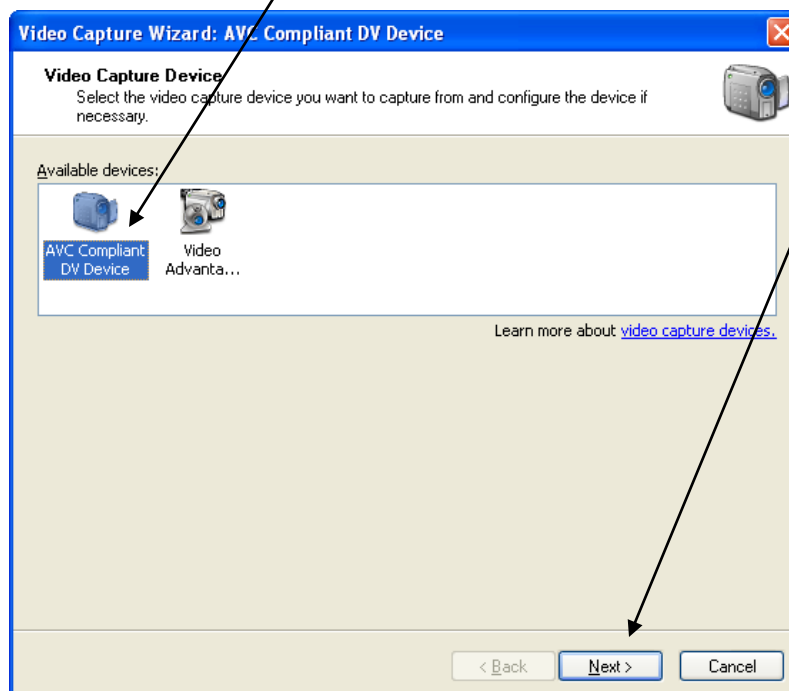 Video Capture Wizard: AVC Compliant DV Device
Video Capture Device
Select the video capture device you want to capture from and configure the device if
necessary.
Available devices:
AVC Compliant
DV Device
Video
Advanta...
Learn more about video capture devices.
< Back
Next >
Cancel